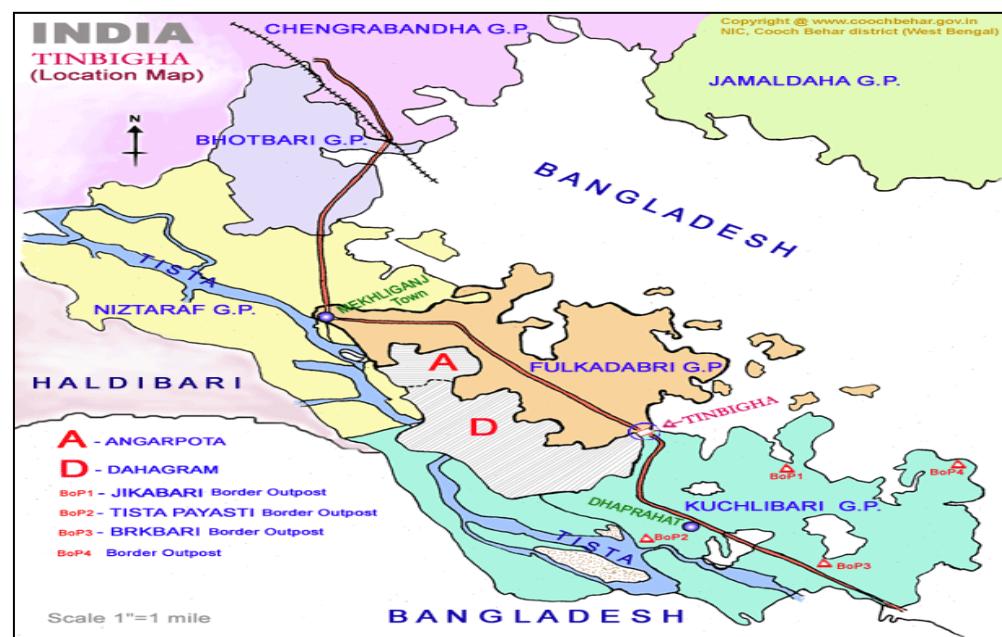 INDIA
TINBIGHA
(Location Map)
CHENGRABANDHA G.P.
Copyright @ www.coochbehar.gov.in
NIC, Cooch Behar district (West Bengal)
JAMALDAHA G.P.
N
BHOTBARI G.P.
BANGLADESH
TISTA
MEKHLIGANJ
Town
NIZTARAF G.P.
HALDIBARI
A
FULKADABRI G.P
D
TINBIGHA
A - ANGARPOTA
D - DAHAGRAM
BoP1 - JIKABARI Border Outpost
BoP2 - TISTA PAYASTI Border Outpost
BoP3 - BRKBARI Border Outpost
BoP4 Border Outpost
BoP1
BoP4
KUCHLIBARI G.P.
DHAPRAHAT
BoP2
TISTA
BoP3
Scale 1"=1 mile
BANGLADESH